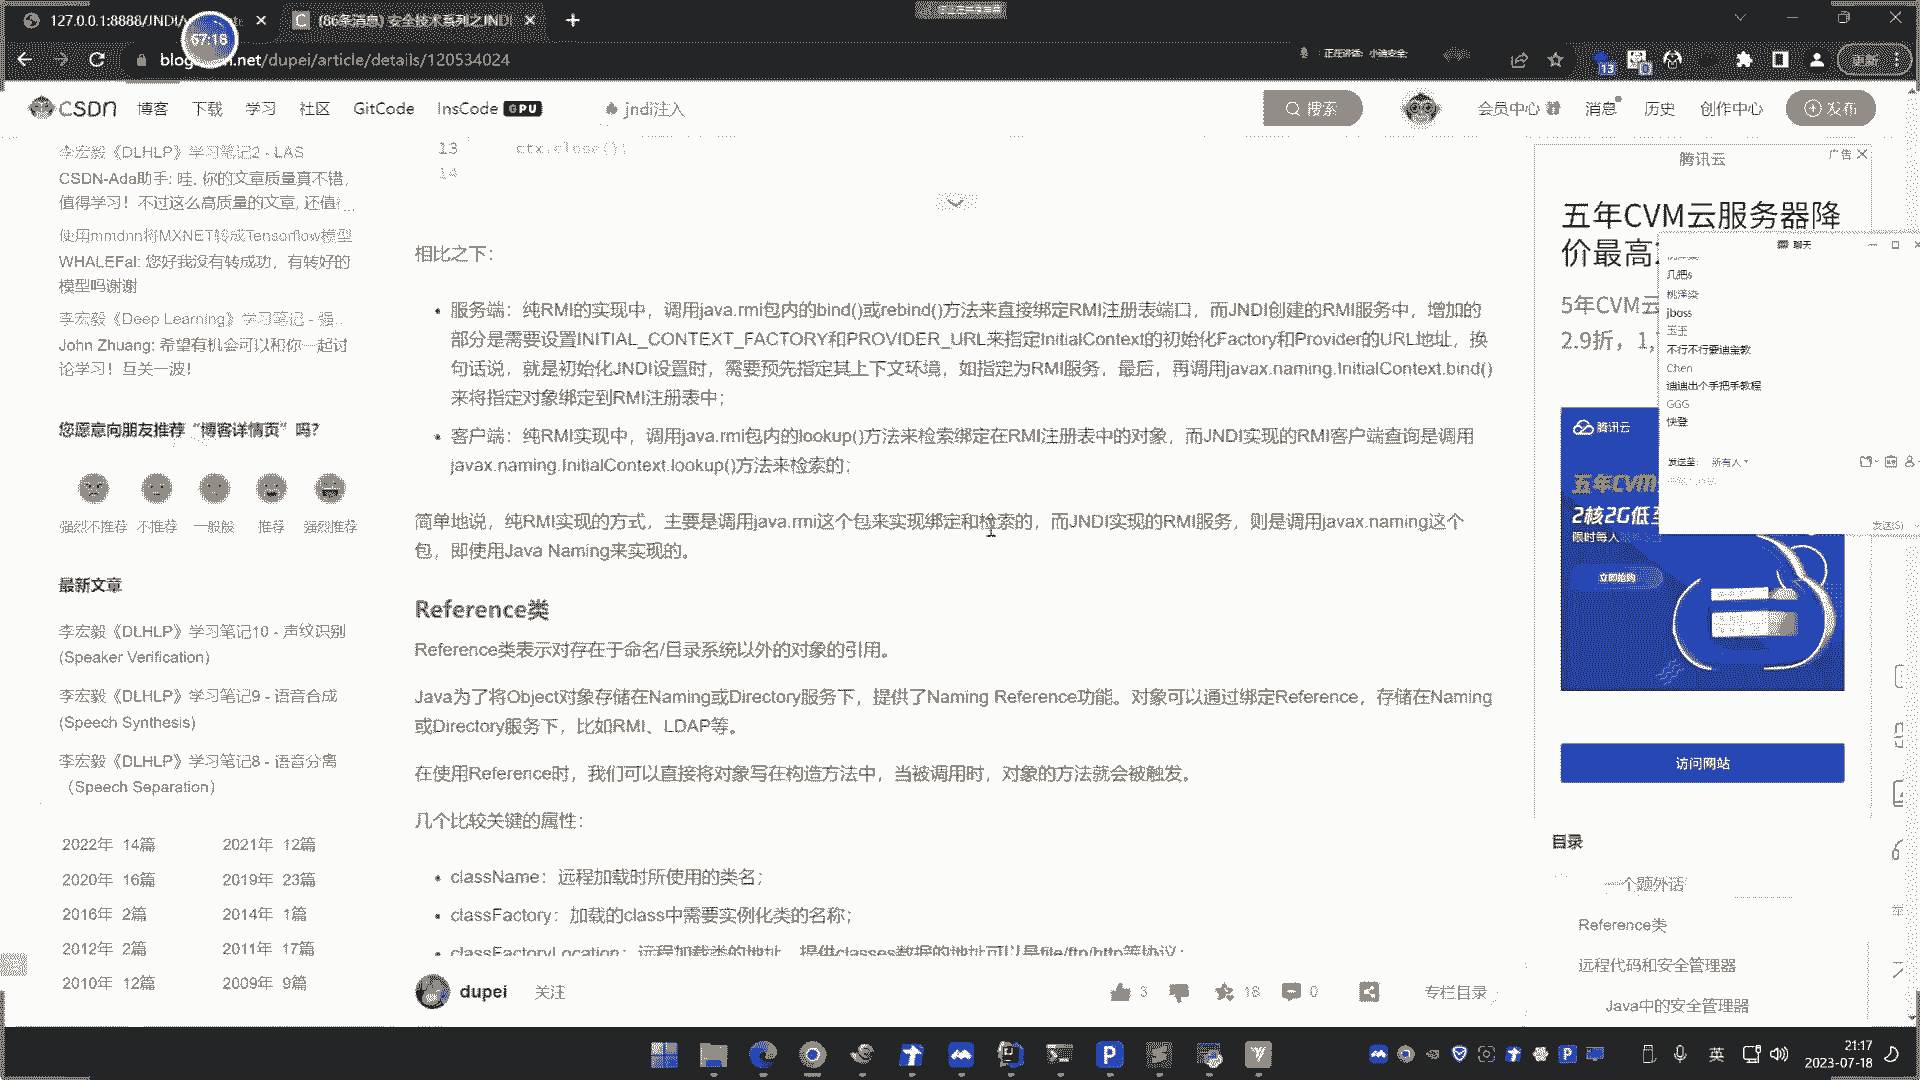 127.0.0.1:8888/JNDI/
(86条消息) 安全技术系列之JNDI
67:18
正在讲话: 小迪安全;
.net/dupei/article/details/120534024
13
更新
CSDN 博客 下载 学习 社区 GitCode InsCode GPU jndi注入 搜索 会员中心 消息 历史 创作中心 发布
李宏毅《DLHLP》学习笔记2 - LAS
CSDN-Ada助手: 哇, 你的文章质量真不错,
值得学习！不过这么高质量的文章, 还值
使用mmdnn将MXNET转成Tensorflow模型
WHALEFal: 您好我没有转成功，有转好的
模型吗谢谢
李宏毅《Deep Learning》学习笔记 - 强...
John Zhuang: 希望有机会可以和你一起讨
论学习！互关一波！
您愿意向朋友推荐“博客详情页”吗？
强烈不推荐 不推荐 一般般 推荐 强烈推荐
最新文章
李宏毅《DLHLP》学习笔记10 - 声纹识别
(Speaker Verification)
李宏毅《DLHLP》学习笔记9 - 语音合成
(Speech Synthesis)
李宏毅《DLHLP》学习笔记8 - 语音分离
（Speech Separation）
2022年 14篇 2021年 12篇
2020年 16篇 2019年 23篇
2016年 2篇 2014年 1篇
2012年 2篇 2011年 17篇
2010年 12篇 2009年 9篇
13 ctx.close();
14
相比之下：
服务端：纯RMI的实现中，调用java.rmi包内的bind()或rebind()方法来直接绑定RMI注册表端口，而JNDI创建的RMI服务中，增加的
部分是需要设置INITIAL_CONTEXT_FACTORY和PROVIDER_URL来指定InitialContext的初始化Factory和Provider的URL地址，换
句话说，就是初始化JNDI设置时，需要预先指定其上下文环境，如指定为RMI服务，最后，再调用javax.naming.InitialContext.bind()
来将指定对象绑定到RMI注册表中；
客户端：纯RMI实现中，调用java.rmi包内的lookup()方法来检索绑定在RMI注册表中的对象，而JNDI实现的RMI客户端查询是调用
javax.naming.InitialContext.lookup()方法来检索的；
简单地说，纯RMI实现的方式，主要是调用java.rmi这个包来实现绑定和检索的，而JNDI实现的RMI服务，则是调用javax.naming这个
包，即使用Java Naming来实现的。
Reference类
Reference类表示对存在于命名/目录系统以外的对象的引用。
Java为了将Object对象存储在Naming或Directory服务下，提供了Naming Reference功能。对象可以通过绑定Reference，存储在Naming
或Directory服务下，比如RMI、LDAP等。
在使用Reference时，我们可以直接将对象写在构造方法中，当被调用时，对象的方法就会被触发。
几个比较关键的属性：
className：远程加载时所使用的类名；
classFactory：加载的class中需要实例化类的名称；
classFactoryLocation：远程加载类的地址，提供classes数据的地址可以是file/ftp/http等协议；
dupei 关注 3 18 0 专栏目录
腾讯云 广告
五年CVM云服务器降
价最高
5年CVM云
2.9折，1,
腾讯云
五年CVM
2核2G低至
限时每人
立即抢购
访问网站
聊天
几把s
桃泽染
jboss
玉玉
不行不行要迪全教
Chen
迪迪出个手把手教程
GGG
快登
发送至： 所有人
发送(S)
目录
一个题外话
Reference类
远程代码和安全管理器
Java中的安全管理器
英
21:17
2023-07-18